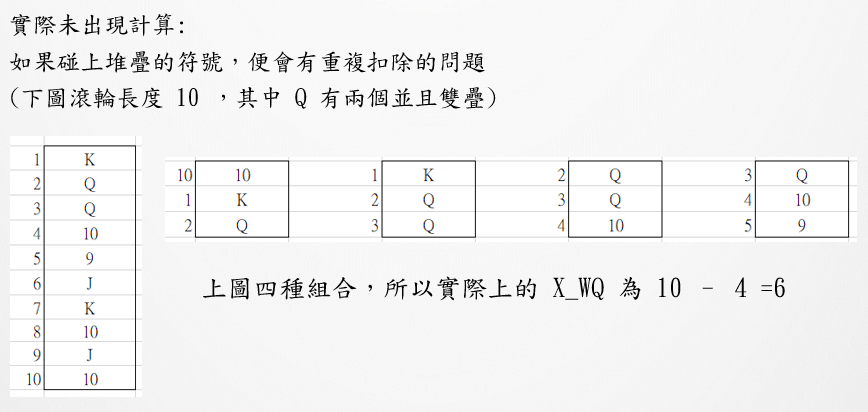 實際未出現計算:
如果碰上堆疊的符號，便會有重複扣除的問題
(下圖滾輪長度 10 ，其中 Q 有兩個並且雙疊)
1 K
2 Q
3 Q
4 10
5 9
6 J
7 K
8 10
9 J
10 10
10 10 1 K 2 Q 3 Q
1 K 2 Q 3 Q 4 10
2 Q 3 Q 4 10 5 9
上圖四種組合，所以實際上的 X_WQ 為 10 - 4 =6